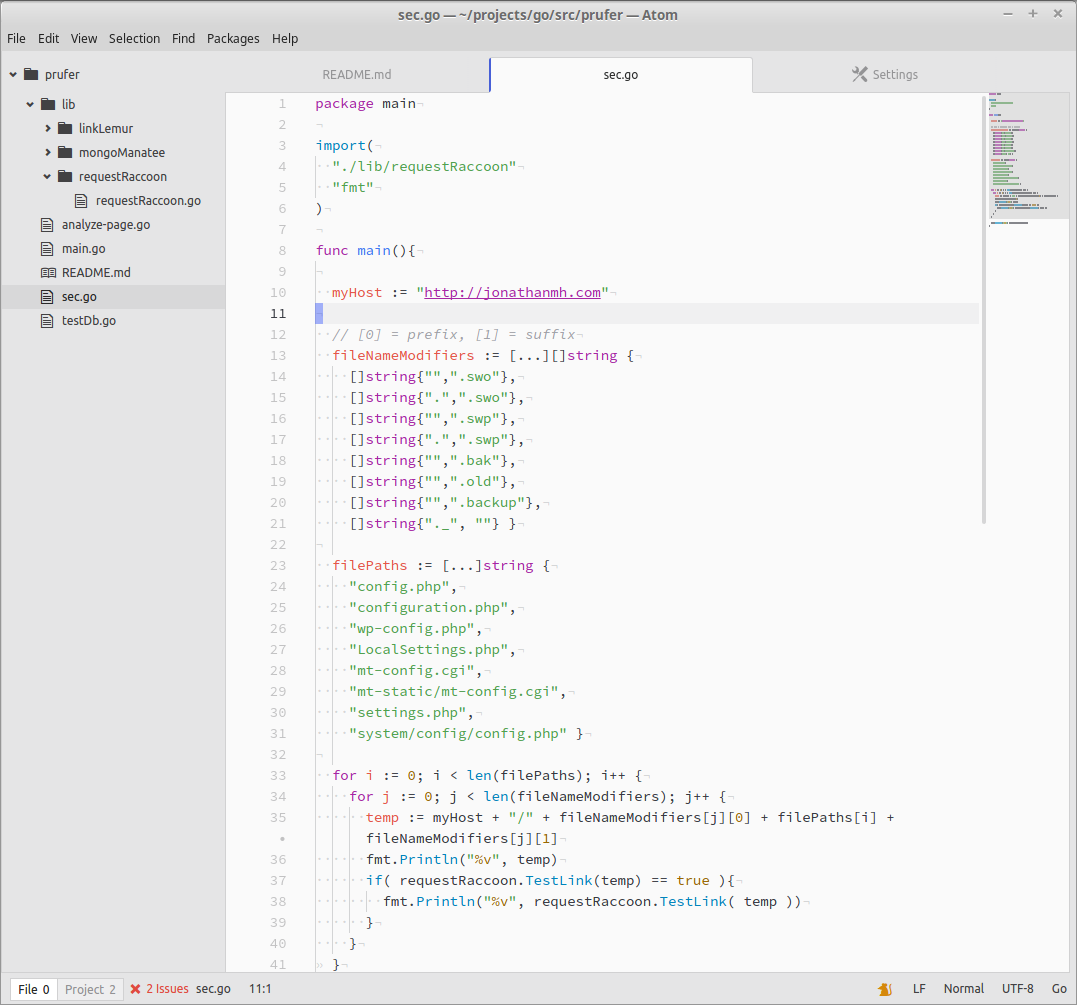 sec.go — ~/projects/go/src/prufer — Atom
File Edit View Selection Find Packages Help
prufer
lib
linkLemur
mongoManatee
requestRaccoon
requestRaccoon.go
analyze-page.go
main.go
README.md
sec.go
testDb.go
README.md sec.go Settings
1 package main
2
3 import(
4 "./lib/requestRaccoon"
5 "fmt"
6 )
7
8 func main(){
9
10 myHost := "http://jonathanmh.com"
11
12 // [0] = prefix, [1] = suffix
13 fileNameModifiers := [...][]string {
14 []string{"",".swo"},
15 []string{".",".swo"},
16 []string{"",".swp"},
17 []string{".",".swp"},
18 []string{"",".bak"},
19 []string{"",".old"},
20 []string{"",".backup"},
21 []string{"._", ""} }
22
23 filePaths := [...]string {
24 "config.php",
25 "configuration.php",
26 "wp-config.php",
27 "LocalSettings.php",
28 "mt-config.cgi",
29 "mt-static/mt-config.cgi",
30 "settings.php",
31 "system/config/config.php" }
32
33 for i := 0; i < len(filePaths); i++ {
34 for j := 0; j < len(fileNameModifiers); j++ {
35 temp := myHost + "/" + fileNameModifiers[j][0] + filePaths[i] +
• fileNameModifiers[j][1]
36 fmt.Println("%v", temp)
37 if( requestRaccoon.TestLink(temp) == true ){
38 fmt.Println("%v", requestRaccoon.TestLink( temp ))
39 }
40 }
41 }
File 0 Project 2 2 Issues sec.go 11:1 LF Normal UTF-8 Go